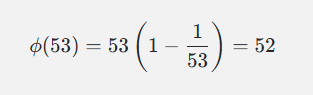 ϕ(53) = 53 (1 − 1/53) = 52